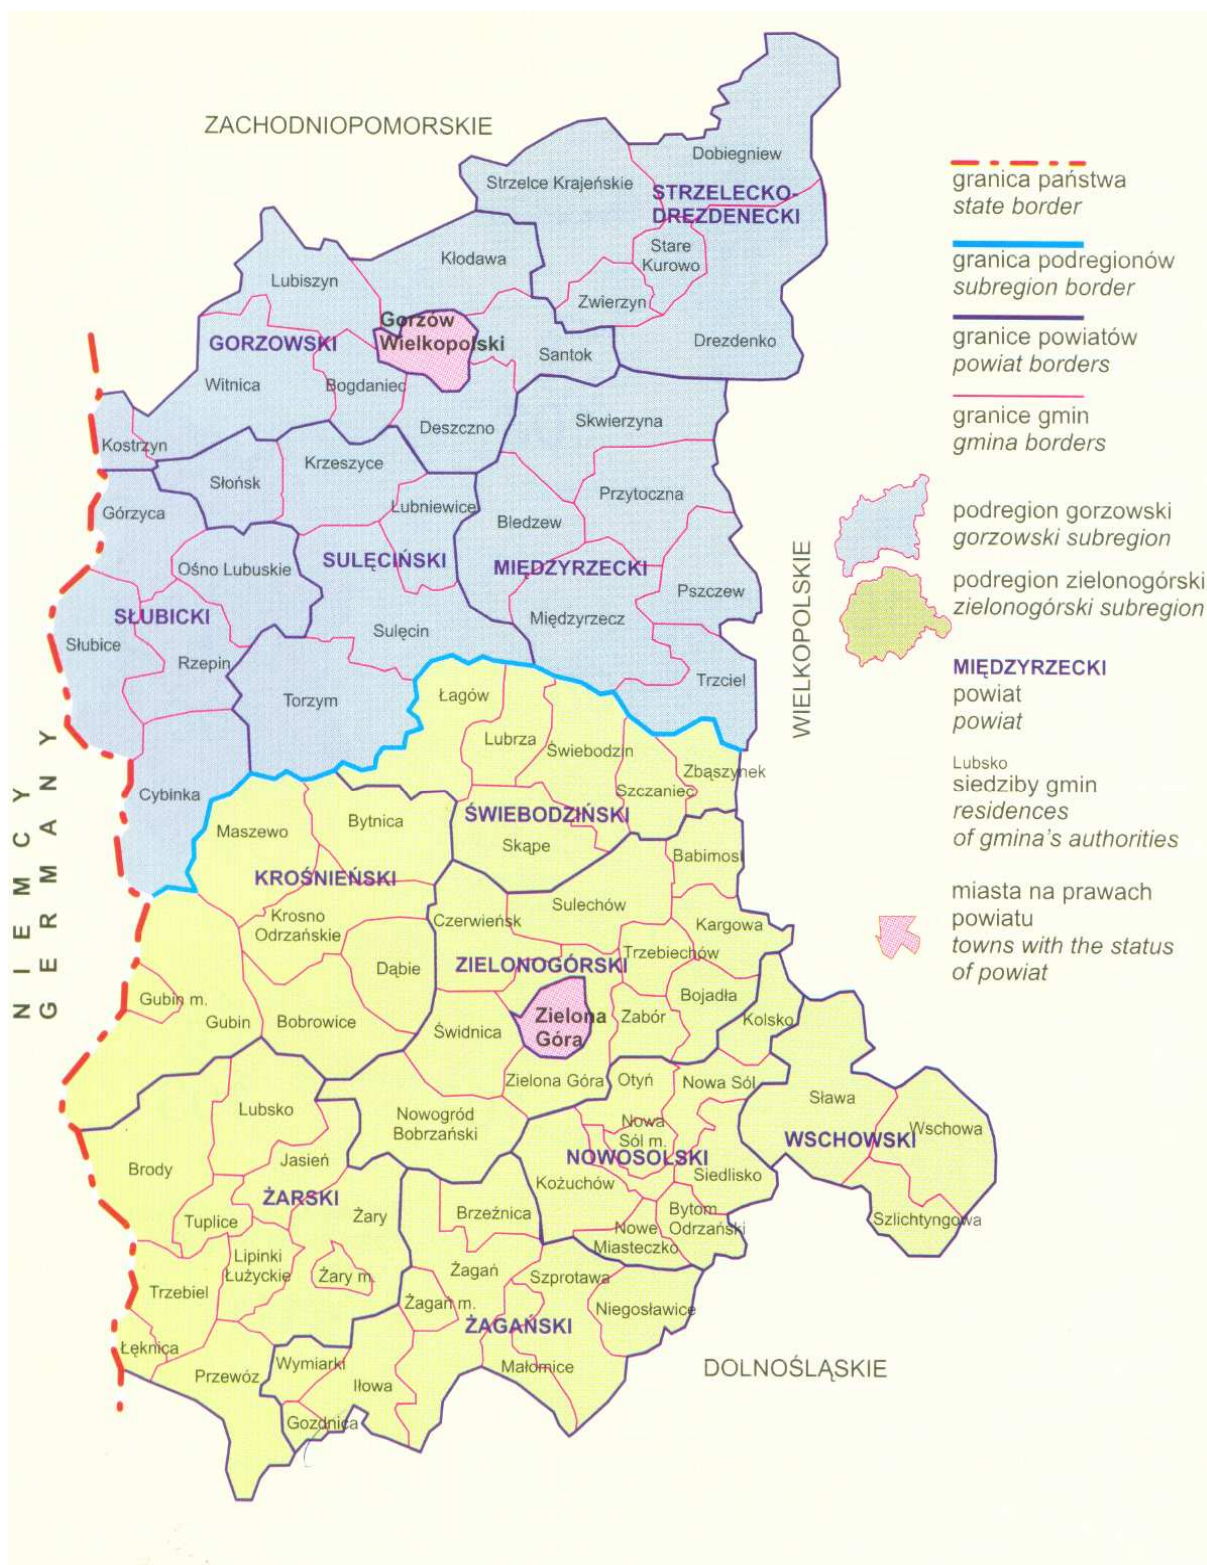 ZACHODNIOPOMORSKIE
Dobiegniew
Strzelce Krajeńskie
STRZELECKO-
DREZDENECKI
Stare
Kurowo
Kłodawa
Lubiszyn
Zwierzyn
Gorzów
Wielkopolski
GORZOWSKI
Santok
Drezdenko
Witnica
Bogdaniec
Deszczno
Skwierzyna
Kostrzyn
Krzeszyce
Słońsk
Przytoczna
Lubniewice
Górzyca
Bledzew
Ośno Lubuskie
SULĘCIŃSKI
MIĘDZYRZECKI
Pszczew
SŁUBICKI
Międzyrzecz
Sulęcin
Słubice
Rzepin
Trzciel
Torzym
Łagów
Lubrza
Świebodzin
Zbąszynek
Cybinka
Szczaniec
ŚWIEBODZIŃSKI
Bytnica
Maszewo
Skąpe
Babimost
KROŚNIEŃSKI
Sulechów
Krosno
Odrzańskie
Czerwieńsk
Kargowa
Trzebiechów
ZIELONOGÓRSKI
Dąbie
Gubin m.
Gubin
Bobrowice
Bojadła
Zielona
Góra
Zabór
Kolsko
Świdnica
Zielona Góra
Otyń
Nowa Sól
Sława
Lubsko
Nowogród
Bobrzański
Nowa
Sól m.
Wschowa
WSCHOWSKI
Brody
Jasień
NOWOSOLSKI
Siedlisko
ŻARSKI
Kożuchów
Tuplice
Żary
Brzeźnica
Bytom
Odrzański
Szlichtyngowa
Nowe
Miasteczko
Lipinki
Łużyckie
Żary m.
Żagań
Szprotawa
Trzebiel
Żagań m.
Niegosławice
ŻAGAŃSKI
Łęknica
Wymiarki
Przewóz
Małomice
Iłowa
Gozdnica
DOLNOŚLĄSKIE
WIELKOPOLSKIE
NIEMCY
GERMANY
granica państwa
state border
granica podregionów
subregion border
granice powiatów
powiat borders
granice gmin
gmina borders
podregion gorzowski
gorzowski subregion
podregion zielonogórski
zielonogórski subregion
MIĘDZYRZECKI
powiat
powiat
Lubsko
siedziby gmin
residences
of gmina's authorities
miasta na prawach
powiatu
towns with the status
of powiat